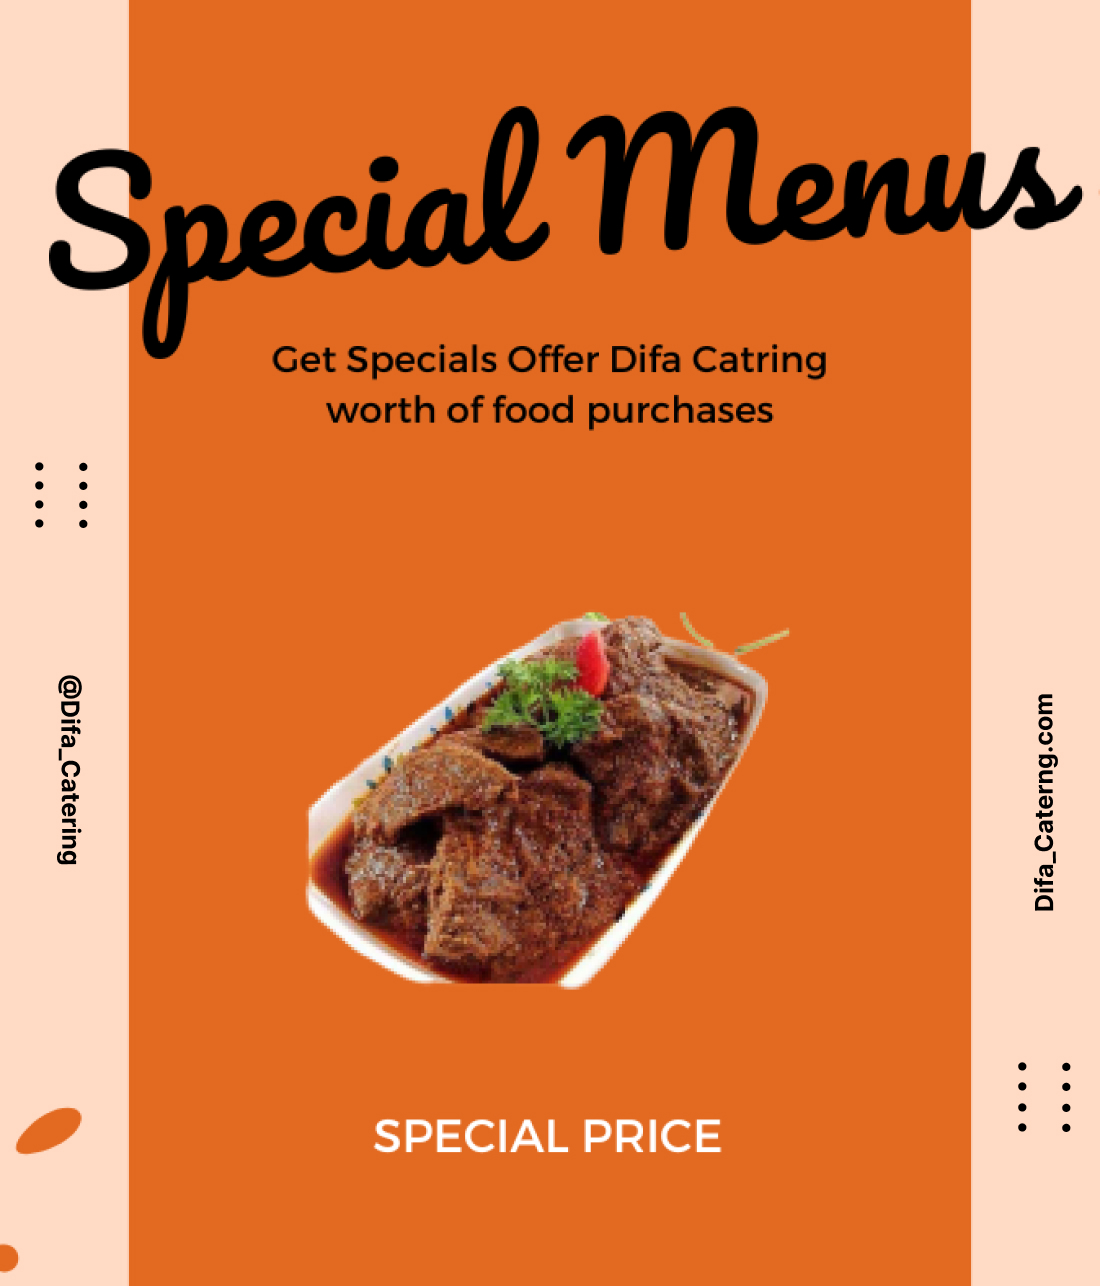 Special Menus
Get Specials Offer Difa Catring
worth of food purchases
@Difa_Catering
Difa_Caterng.com
SPECIAL PRICE